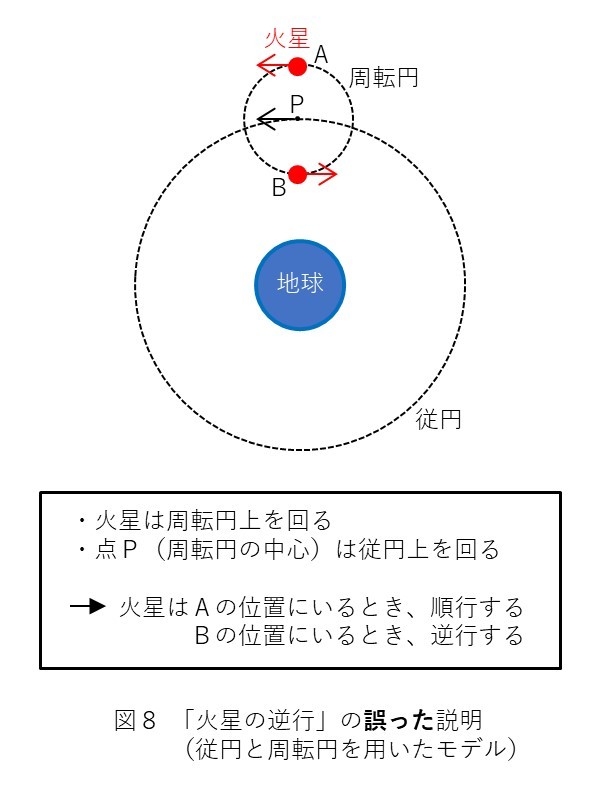 火星
A
周転円
P
B
地球
従円
・火星は周転円上を回る
・点P（周転円の中心）は従円上を回る
火星はAの位置にいるとき、順行する
Bの位置にいるとき、逆行する
図８　「火星の逆行」の誤った説明
（従円と周転円を用いたモデル）